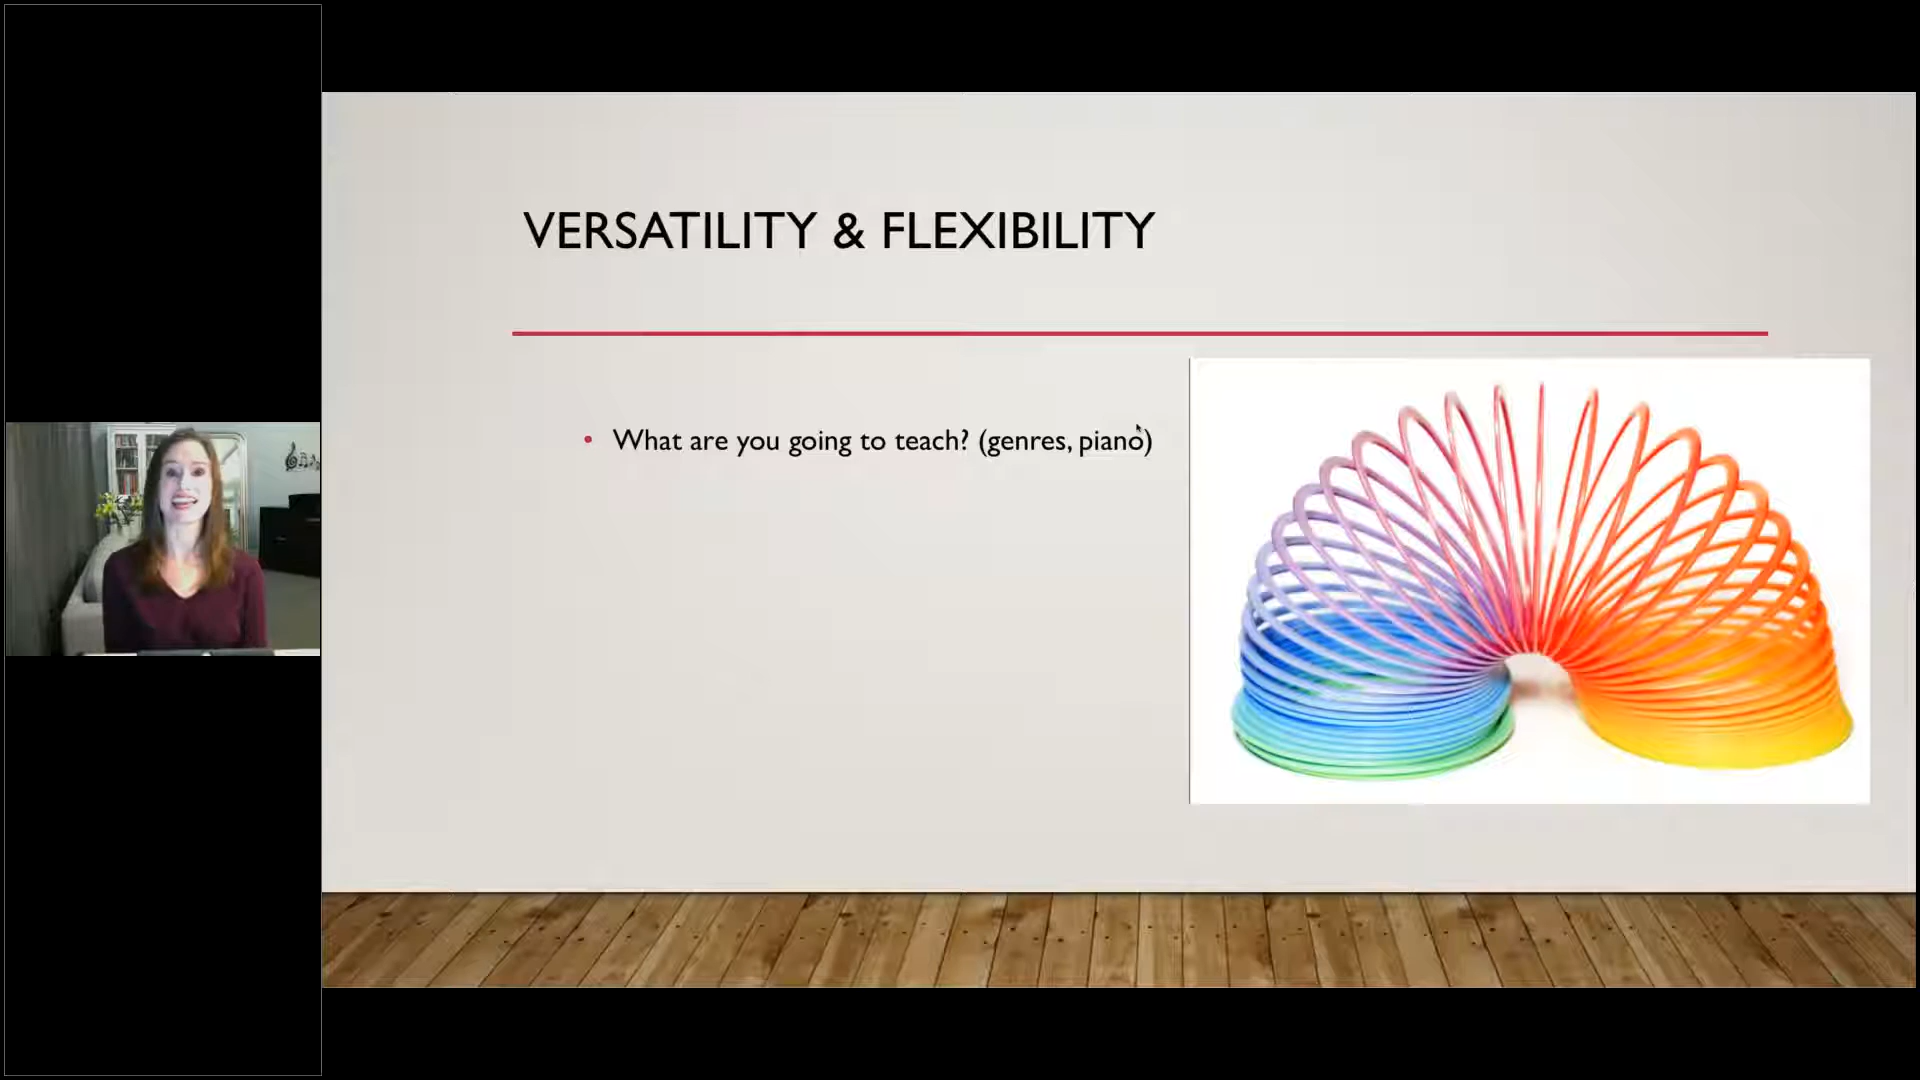 VERSATILITY & FLEXIBILITY
• What are you going to teach? (genres, piano)